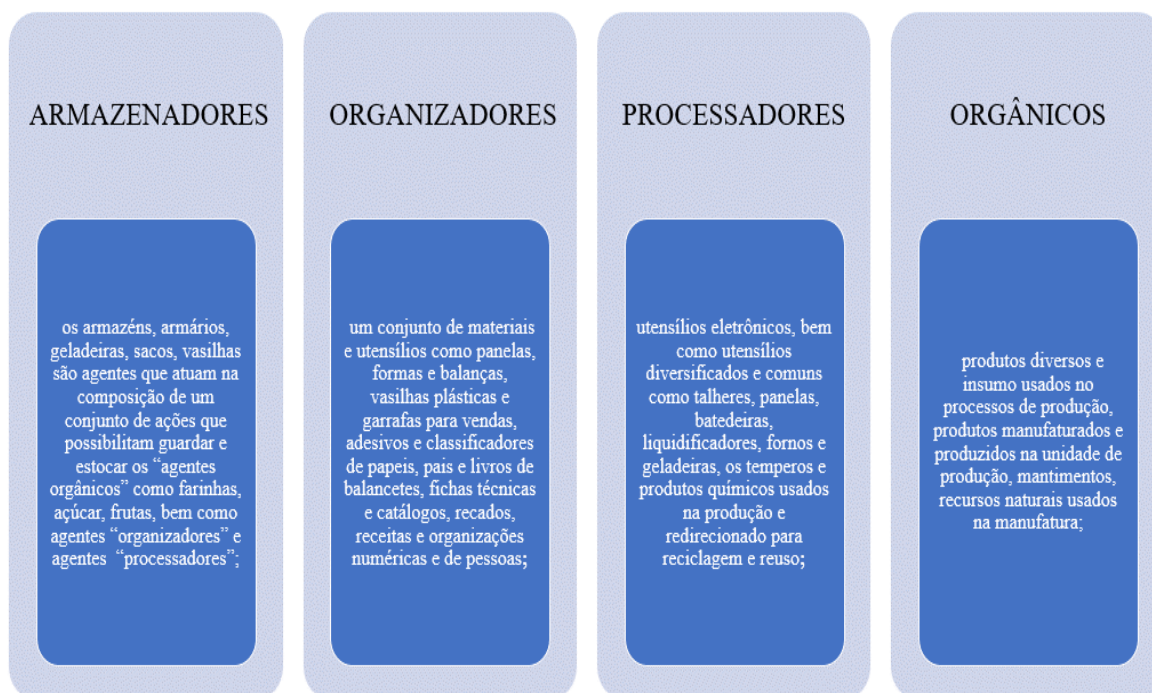 ARMAZENADORES
os armazéns, armários,
geladeiras, sacos, vasilhas
são agentes que atuam na
composição de um
conjunto de ações que
possibilitam guardar e
estocar os “agentes
orgânicos” como farinhas,
açúcar, frutas, bem como
agentes “organizadores” e
agentes “processadores”;
ORGANIZADORES
um conjunto de materiais
e utensílios como panelas,
formas e balanças,
vasilhas plásticas e
garrafas para vendas,
adesivos e classificadores
de papeis, pais e livros de
balancetes, fichas técnicas
e catálogos, recados,
receitas e organizações
numéricas e de pessoas;
PROCESSADORES
utensílios eletrônicos, bem
como utensílios
diversificados e comuns
como talheres, panelas,
batedeiras,
liquidificadores, fornos e
geladeiras, os temperos e
produtos químicos usados
na produção e
redirecionado para
reciclagem e reuso;
ORGÂNICOS
produtos diversos e
insumo usados no
processos de produção,
produtos manufaturados e
produzidos na unidade de
produção, mantimentos,
recursos naturais usados
na manufatura;